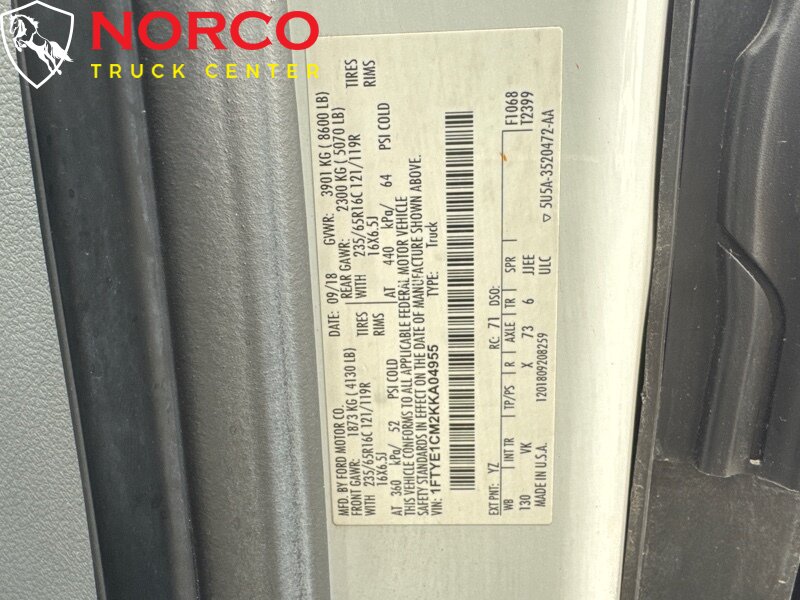 NORCO
TRUCK CENTER
MFD. BY FORD MOTOR CO. DATE: 09/18 GVWR: 3901 KG ( 8600 LB)
FRONT GAWR: 1873 KG ( 4130 LB) REAR GAWR: 2300 KG ( 5070 LB)
WITH 235/65R16C 121/119R TIRES WITH 235/65R16C 121/119R TIRES
16X6.5J RIMS 16X6.5J RIMS
AT 360 kPa/ 52 PSI COLD AT 440 kPa/ 64 PSI COLD
THIS VEHICLE CONFORMS TO ALL APPLICABLE FEDERAL MOTOR VEHICLE
SAFETY STANDARDS IN EFFECT ON THE DATE OF MANUFACTURE SHOWN ABOVE.
VIN: 1FTYE1CM2KKA04955 TYPE: Truck
F1068
T2399
EXT PNT: YZ RC: 71 DSO:
WB INT TR TP/PS R AXLE TR SPR
130 VK X 73 6 JJEE
ULC
MADE IN U.S.A. 1201809208259 ▽ 5U5A-3520472-AA